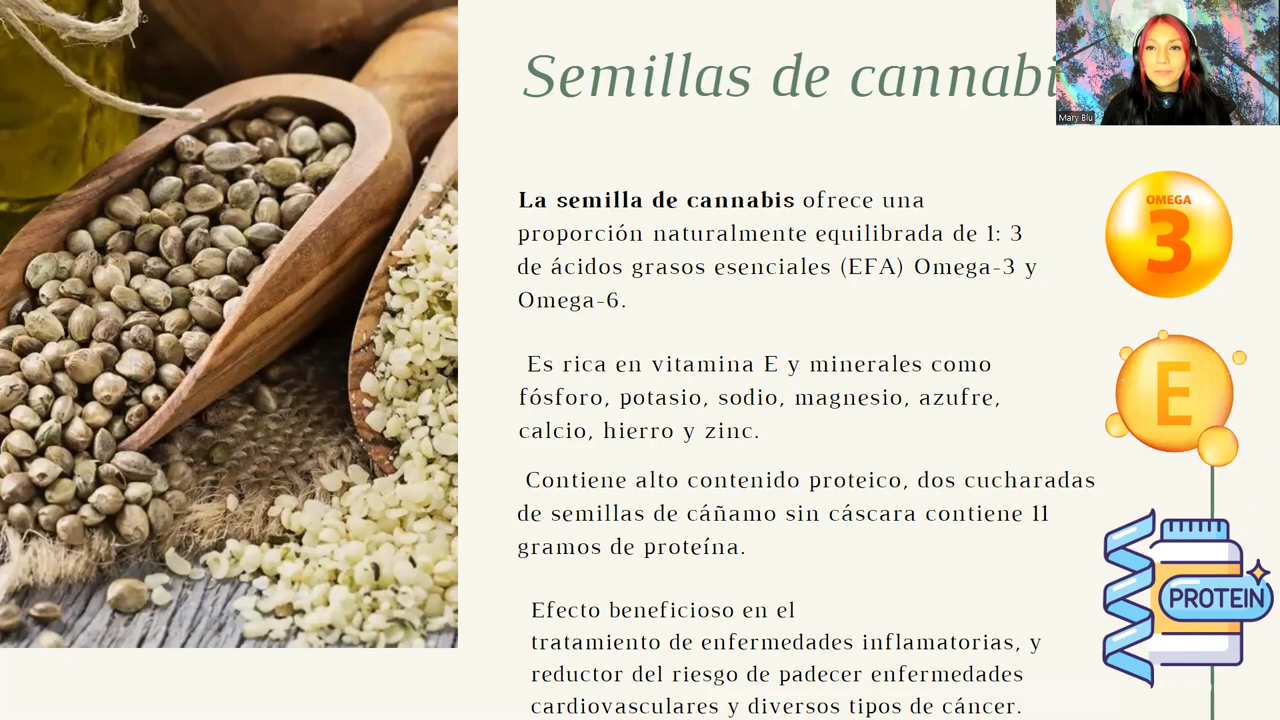 Semillas de cannabi
Mary Blu
La semilla de cannabis ofrece una
proporción naturalmente equilibrada de 1: 3
de ácidos grasos esenciales (EFA) Omega-3 y
Omega-6.
OMEGA
3
Es rica en vitamina E y minerales como
fósforo, potasio, sodio, magnesio, azufre,
calcio, hierro y zinc.
E
Contiene alto contenido proteico, dos cucharadas
de semillas de cáñamo sin cáscara contiene 11
gramos de proteína.
PROTEIN
Efecto beneficioso en el
tratamiento de enfermedades inflamatorias, y
reductor del riesgo de padecer enfermedades
cardiovasculares y diversos tipos de cáncer.